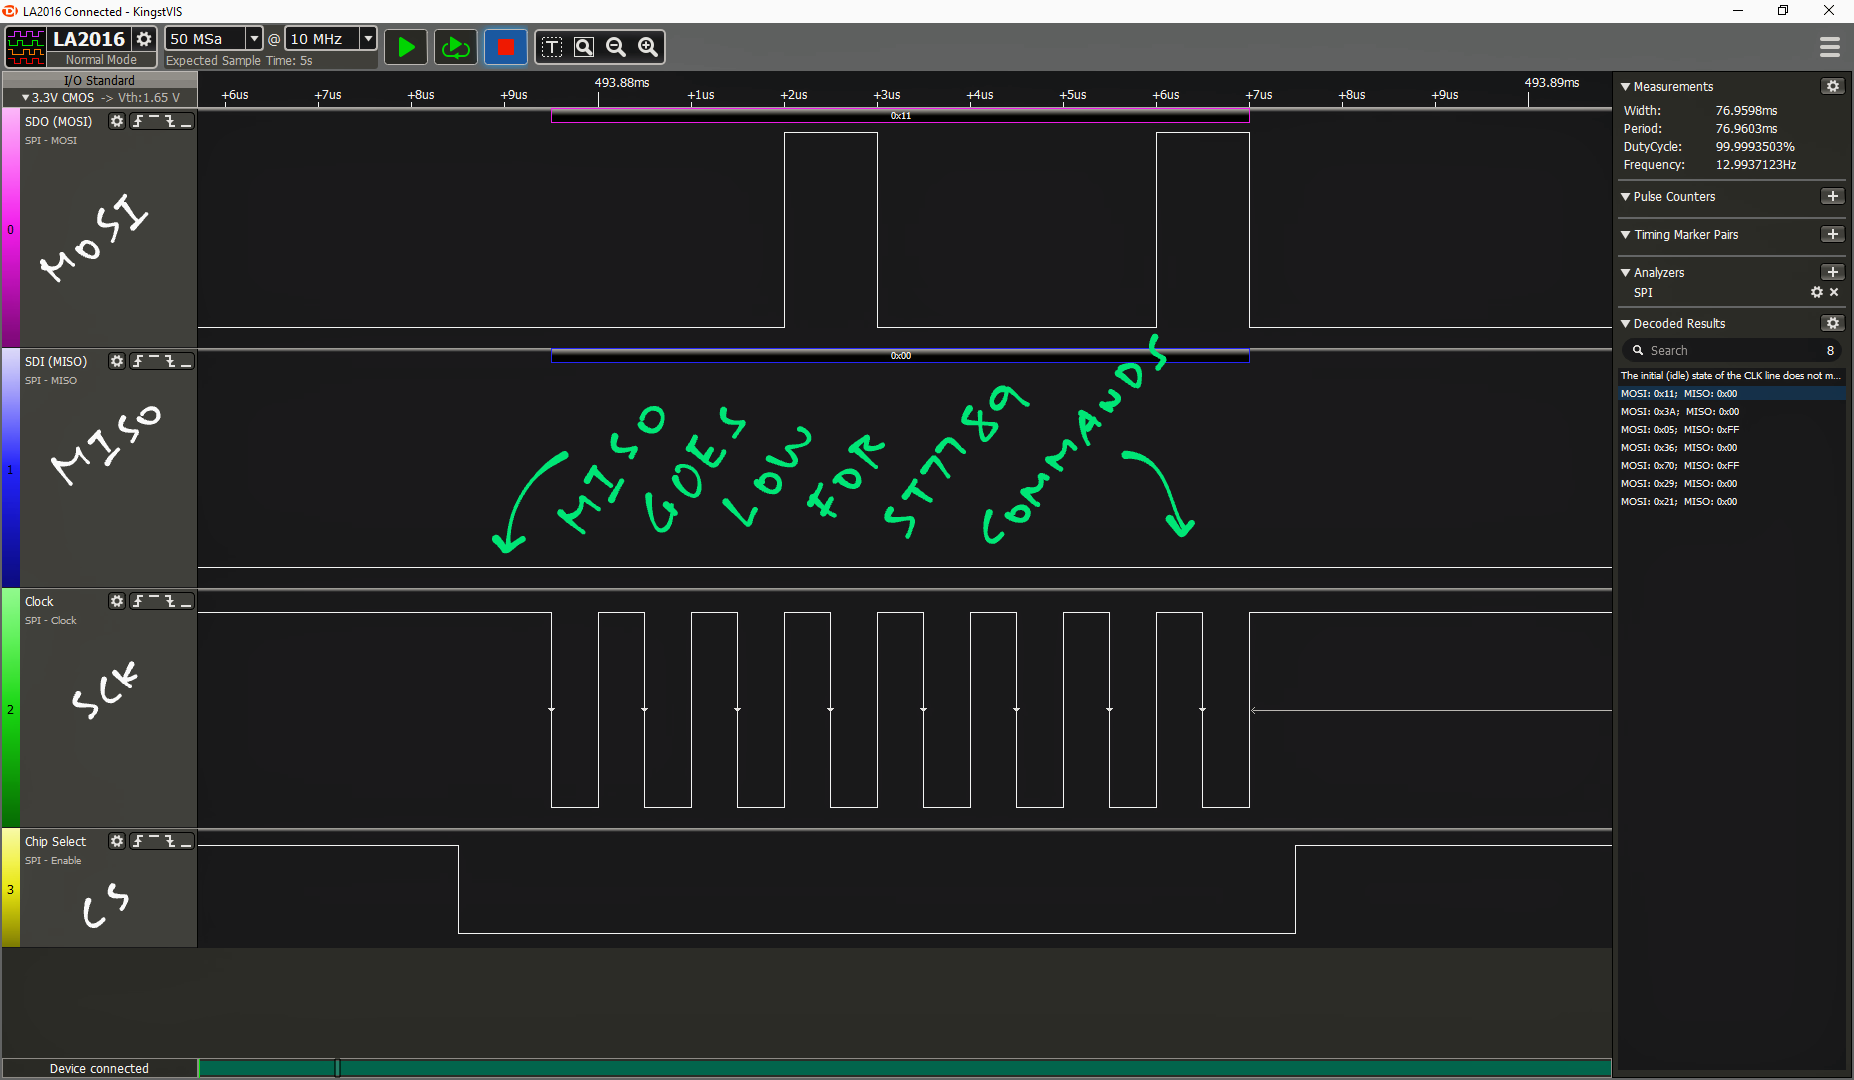 LA2016 Connected - KingstVIS
LA2016
Normal Mode
50 MSa @ 10 MHz
Expected Sample Time: 5s
T
I/O Standard
3.3V CMOS -> Vth:1.65 V
493.88ms 493.89ms
+6us +7us +8us +9us +1us +2us +3us +4us +5us +6us +7us +8us +9us
0
SDO (MOSI)
SPI - MOSI
MOSI
0x11
1
SDI (MISO)
SPI - MISO
MISO
0x00
MISO
GOES
LOW
FOR
ST7789
COMMANDS
2
Clock
SPI - Clock
SCK
3
Chip Select
SPI - Enable
CS
Device connected
Measurements
Width: 76.9598ms
Period: 76.9603ms
DutyCycle: 99.9993503%
Frequency: 12.9937123Hz
Pulse Counters
Timing Marker Pairs
Analyzers
SPI
Decoded Results
Search 8
The initial (idle) state of the CLK line does not m...
MOSI: 0x11; MISO: 0x00
MOSI: 0x3A; MISO: 0x00
MOSI: 0x05; MISO: 0xFF
MOSI: 0x36; MISO: 0x00
MOSI: 0x70; MISO: 0xFF
MOSI: 0x29; MISO: 0x00
MOSI: 0x21; MISO: 0x00